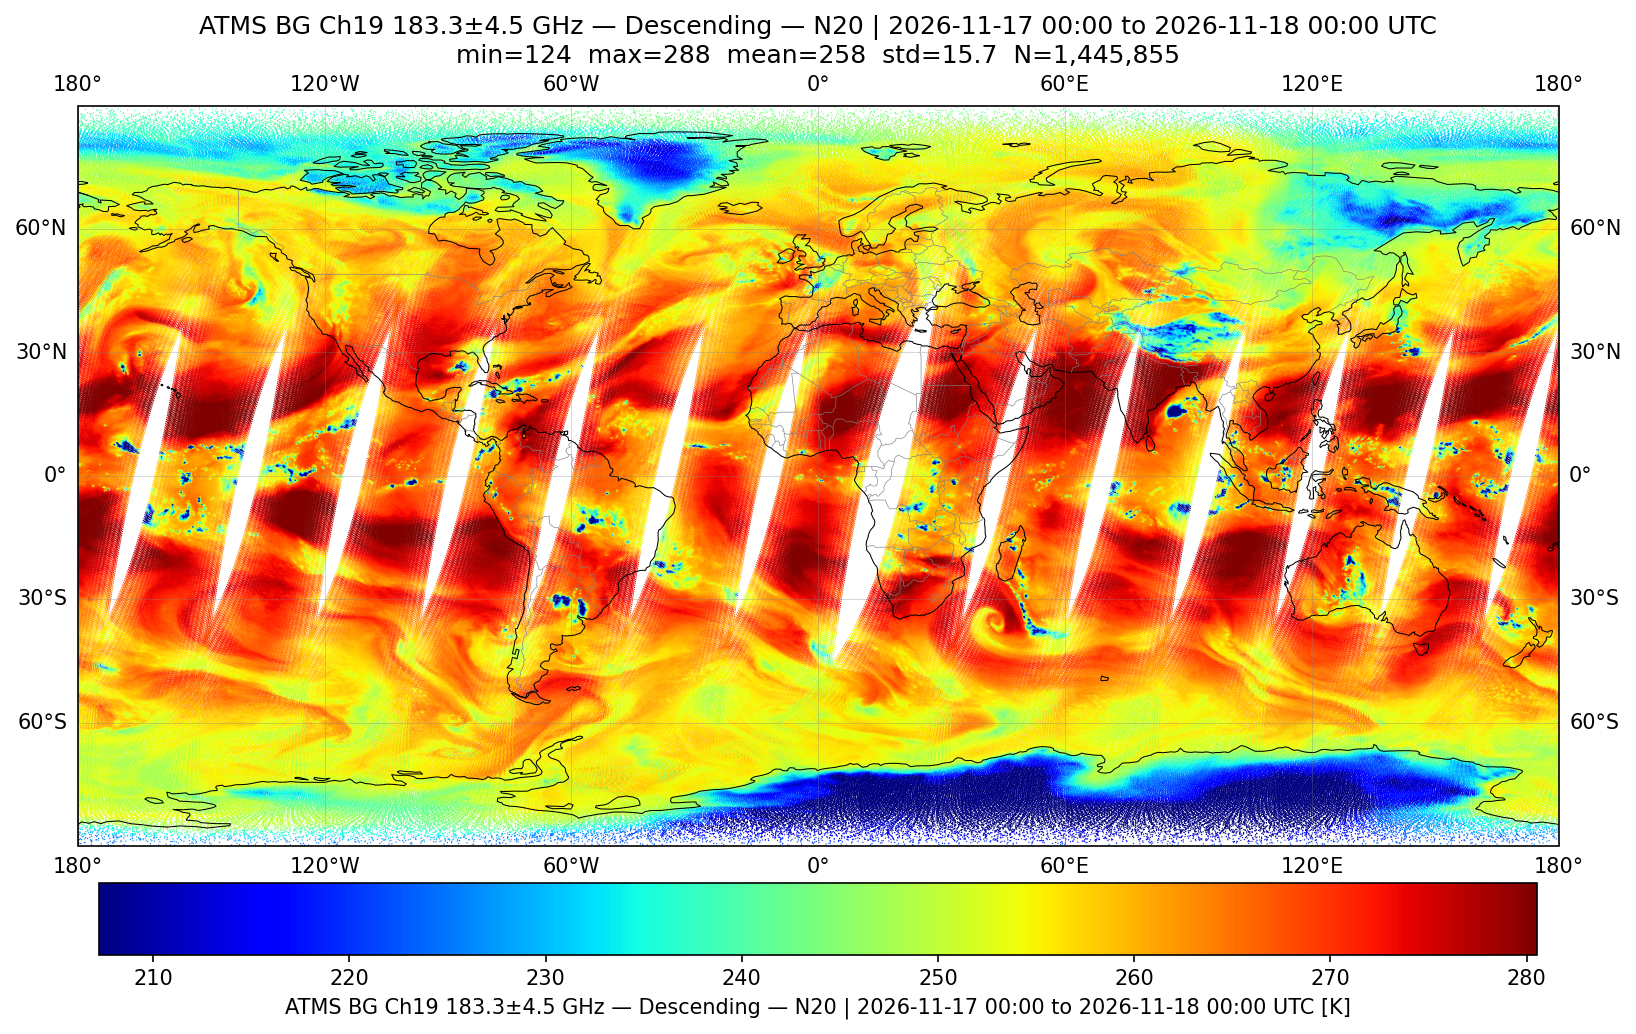 ATMS BG Ch19 183.3±4.5 GHz — Descending — N20 | 2026-11-17 00:00 to 2026-11-18 00:00 UTC
min=124 max=288 mean=258 std=15.7 N=1,445,855
180° 120°W 60°W 0° 60°E 120°E 180°
60°N 60°N
30°N 30°N
0° 0°
30°S 30°S
60°S 60°S
180° 120°W 60°W 0° 60°E 120°E 180°
210 220 230 240 250 260 270 280
ATMS BG Ch19 183.3±4.5 GHz — Descending — N20 | 2026-11-17 00:00 to 2026-11-18 00:00 UTC [K]